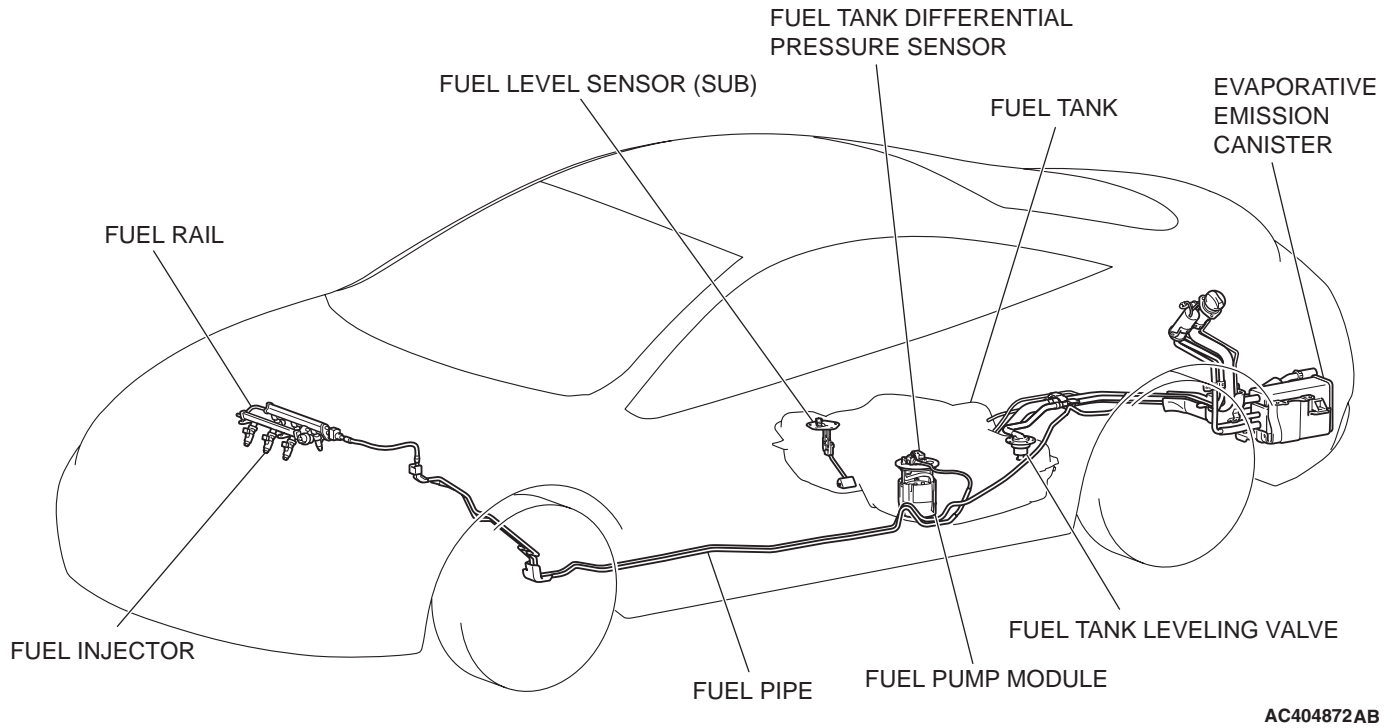 FUEL TANK DIFFERENTIAL
PRESSURE SENSOR
FUEL LEVEL SENSOR (SUB)
FUEL TANK
EVAPORATIVE
EMISSION
CANISTER
FUEL RAIL
FUEL INJECTOR
FUEL PIPE
FUEL PUMP MODULE
FUEL TANK LEVELING VALVE
AC404872AB